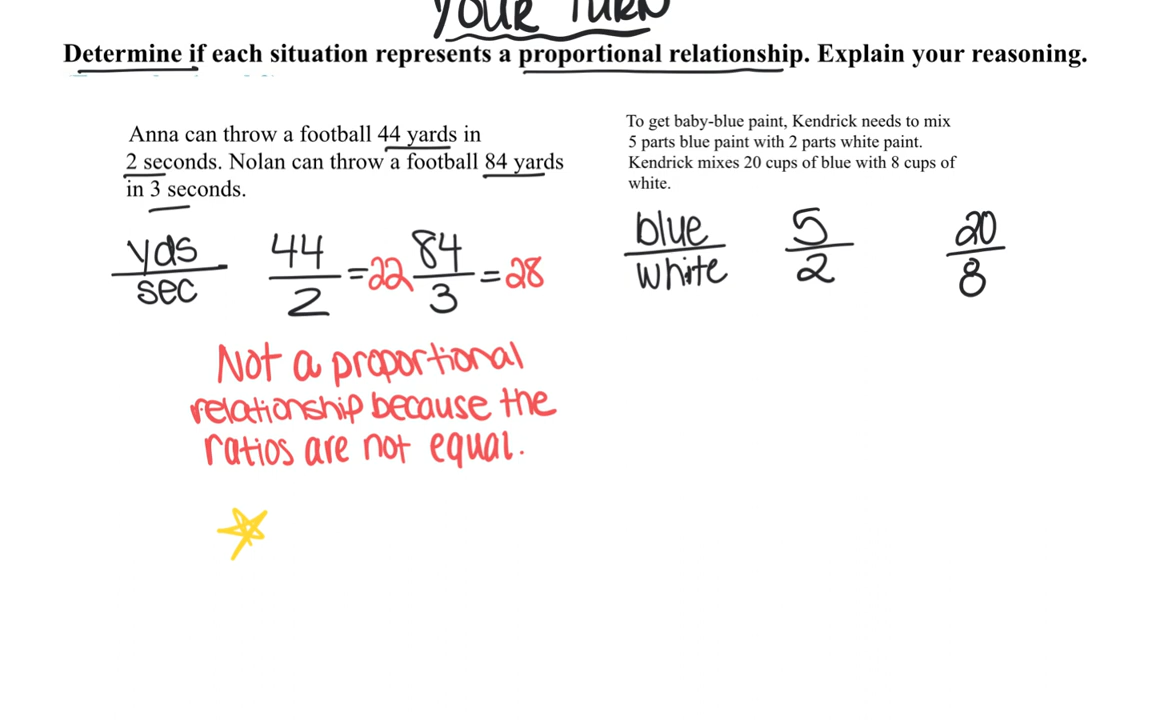 YOUR TURN
Determine if each situation represents a proportional relationship. Explain your reasoning.
Anna can throw a football 44 yards in
2 seconds. Nolan can throw a football 84 yards
in 3 seconds.
yds
sec
44
2
=22
84
3
=28
Not a proportional
relationship because the
ratios are not equal.
To get baby-blue paint, Kendrick needs to mix
5 parts blue paint with 2 parts white paint.
Kendrick mixes 20 cups of blue with 8 cups of
white.
blue
white
5
2
20
8